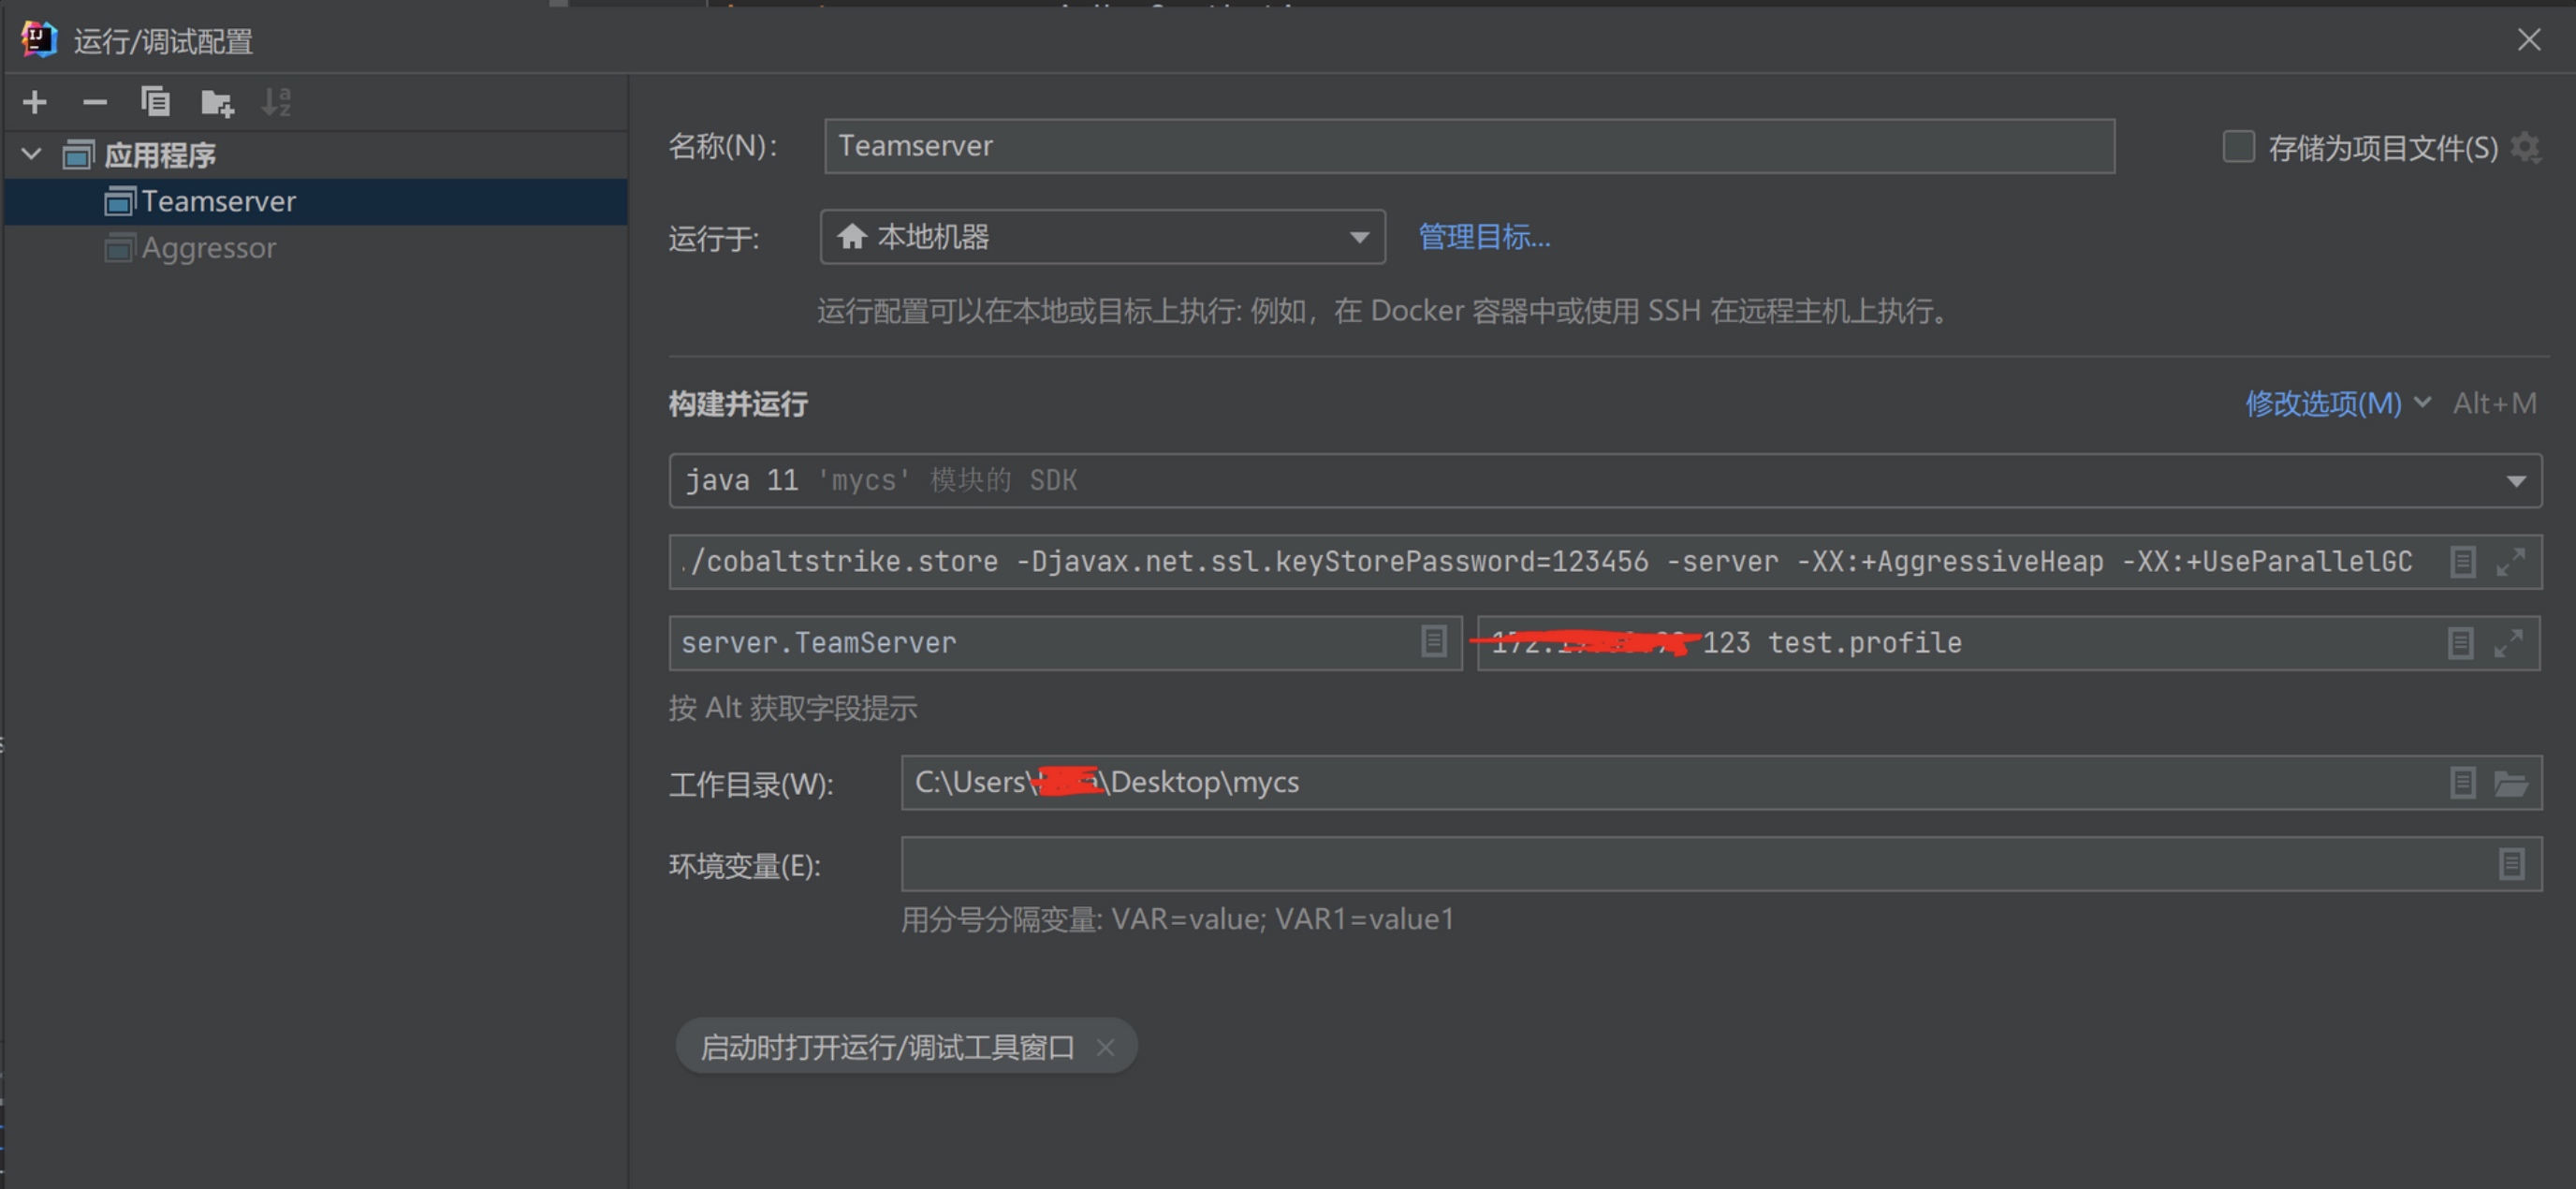 运行/调试配置
应用程序
Teamserver
Aggressor
名称(N):
Teamserver
存储为项目文件(S)
运行于:
本地机器
管理目标...
运行配置可以在本地或目标上执行: 例如，在 Docker 容器中或使用 SSH 在远程主机上执行。
构建并运行
修改选项(M) Alt+M
java 11 'mycs' 模块的 SDK
./cobaltstrike.store -Djavax.net.ssl.keyStorePassword=123456 -server -XX:+AggressiveHeap -XX:+UseParallelGC
server.TeamServer
123 test.profile
按 Alt 获取字段提示
工作目录(W):
C:\Users\ \Desktop\mycs
环境变量(E):
用分号分隔变量: VAR=value; VAR1=value1
启动时打开运行/调试工具窗口